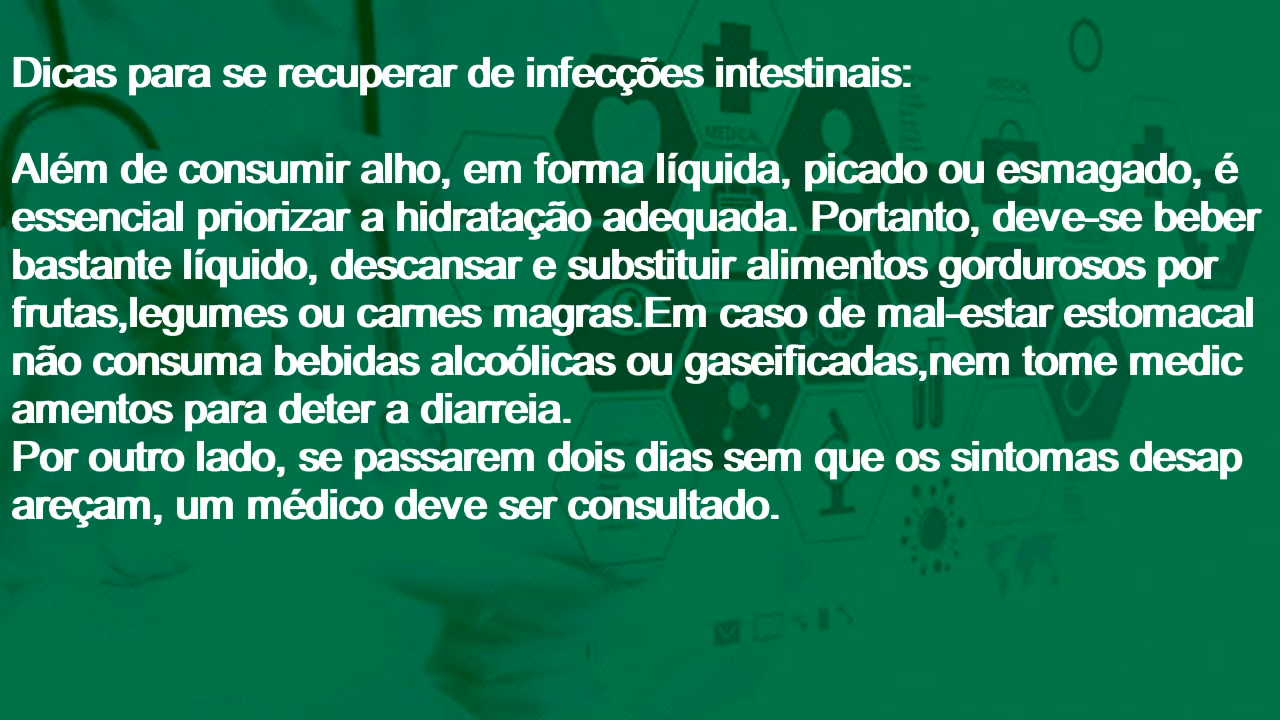 Dicas para se recuperar de infecções intestinais:
Além de consumir alho, em forma líquida, picado ou esmagado, é
essencial priorizar a hidratação adequada. Portanto, deve-se beber
bastante líquido, descansar e substituir alimentos gordurosos por
frutas,legumes ou carnes magras.Em caso de mal-estar estomacal
não consuma bebidas alcoólicas ou gaseificadas,nem tome medic
amentos para deter a diarreia.
Por outro lado, se passarem dois dias sem que os sintomas desap
areçam, um médico deve ser consultado.
MEDICAL
MEDICAL